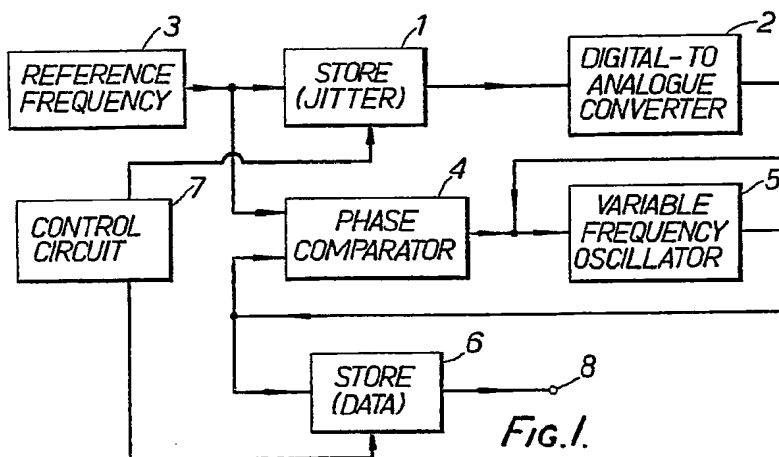 3
REFERENCE
FREQUENCY
1
STORE
(JITTER)
2
DIGITAL-TO
ANALOGUE
CONVERTER
7
CONTROL
CIRCUIT
4
PHASE
COMPARATOR
5
VARIABLE
FREQUENCY
OSCILLATOR
6
STORE
(DATA)
8
FIG.1.